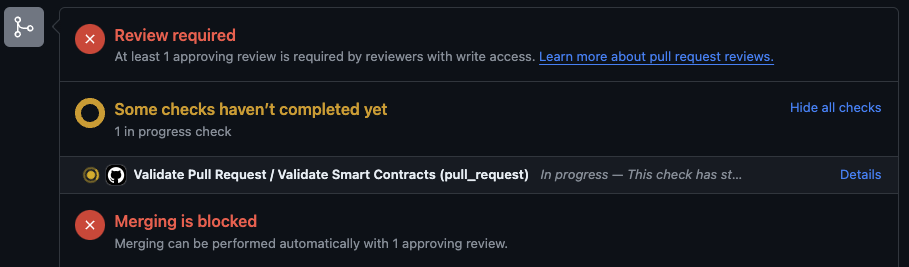 Review required
At least 1 approving review is required by reviewers with write access. Learn more about pull request reviews.
Some checks haven’t completed yet
Hide all checks
1 in progress check
Validate Pull Request / Validate Smart Contracts (pull_request) In progress — This check has st... Details
Merging is blocked
Merging can be performed automatically with 1 approving review.